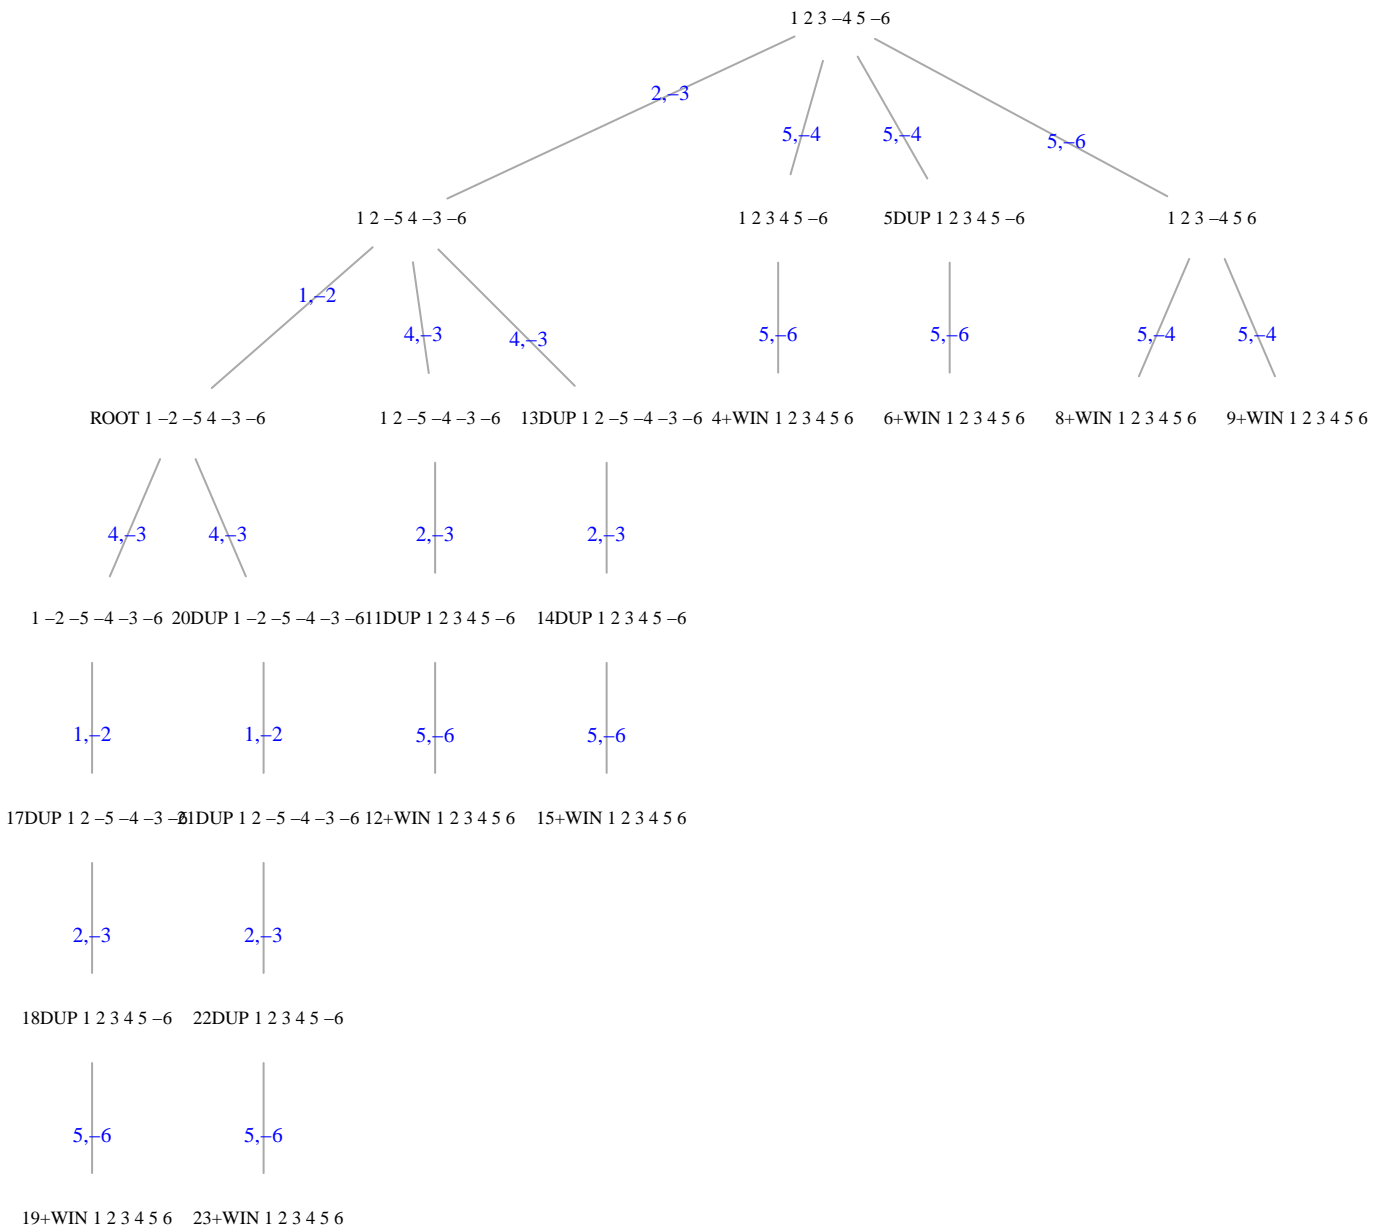 1 2 3 –4 5 –6
2,–3
5,–4
5,–4
5,–6
1 2 –5 4 –3 –6
1 2 3 4 5 –6
5DUP 1 2 3 4 5 –6
1 2 3 –4 5 6
1,–2
4,–3
4,–3
5,–6
5,–6
5,–4
5,–4
ROOT 1 –2 –5 4 –3 –6
1 2 –5 –4 –3 –6
13DUP 1 2 –5 –4 –3 –6
4+WIN 1 2 3 4 5 6
6+WIN 1 2 3 4 5 6
8+WIN 1 2 3 4 5 6
9+WIN 1 2 3 4 5 6
4,–3
4,–3
2,–3
2,–3
1 –2 –5 –4 –3 –6
20DUP 1 –2 –5 –4 –3 –6
11DUP 1 2 3 4 5 –6
14DUP 1 2 3 4 5 –6
1,–2
1,–2
5,–6
5,–6
17DUP 1 2 –5 –4 –3 –6
21DUP 1 2 –5 –4 –3 –6
12+WIN 1 2 3 4 5 6
15+WIN 1 2 3 4 5 6
2,–3
2,–3
18DUP 1 2 3 4 5 –6
22DUP 1 2 3 4 5 –6
5,–6
5,–6
19+WIN 1 2 3 4 5 6
23+WIN 1 2 3 4 5 6